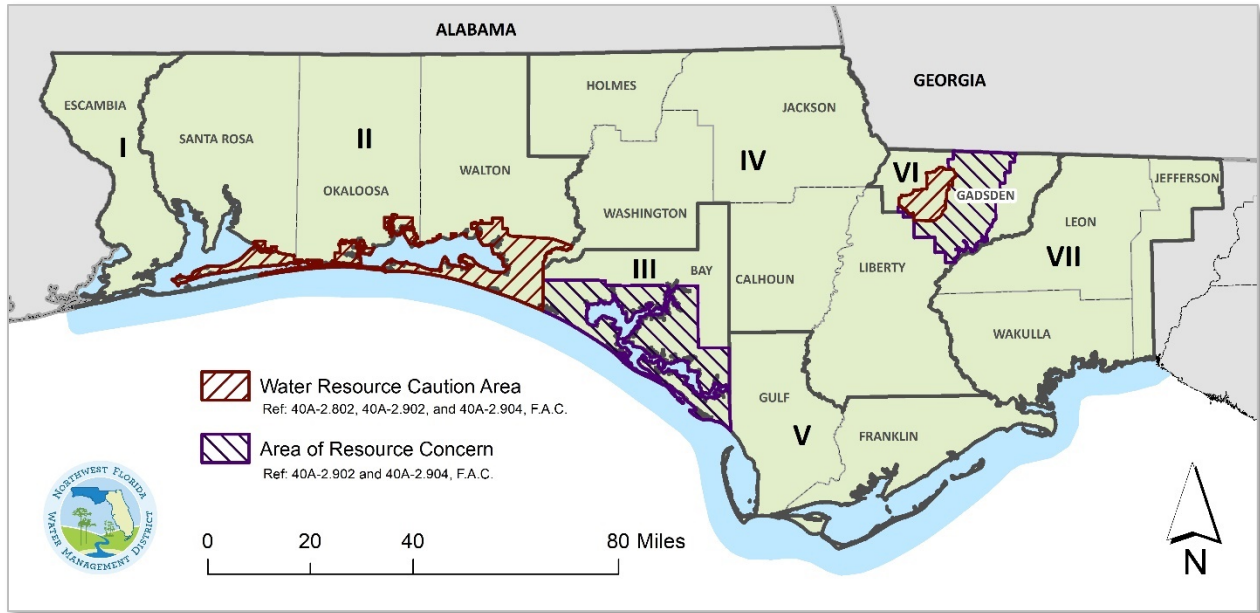 ALABAMA
GEORGIA
ESCAMBIA
HOLMES
JACKSON
SANTA ROSA
I
II
IV
VI
OKALOOSA
WALTON
GADSDEN
JEFFERSON
WASHINGTON
LEON
III
BAY
CALHOUN
LIBERTY
VII
WAKULLA
GULF
V
FRANKLIN
Water Resource Caution Area
Ref: 40A-2.802, 40A-2.902, and 40A-2.904, F.A.C.
Area of Resource Concern
Ref: 40A-2.902 and 40A-2.904, F.A.C.
NORTHWEST FLORIDA
WATER MANAGEMENT DISTRICT
0 20 40 80 Miles
N